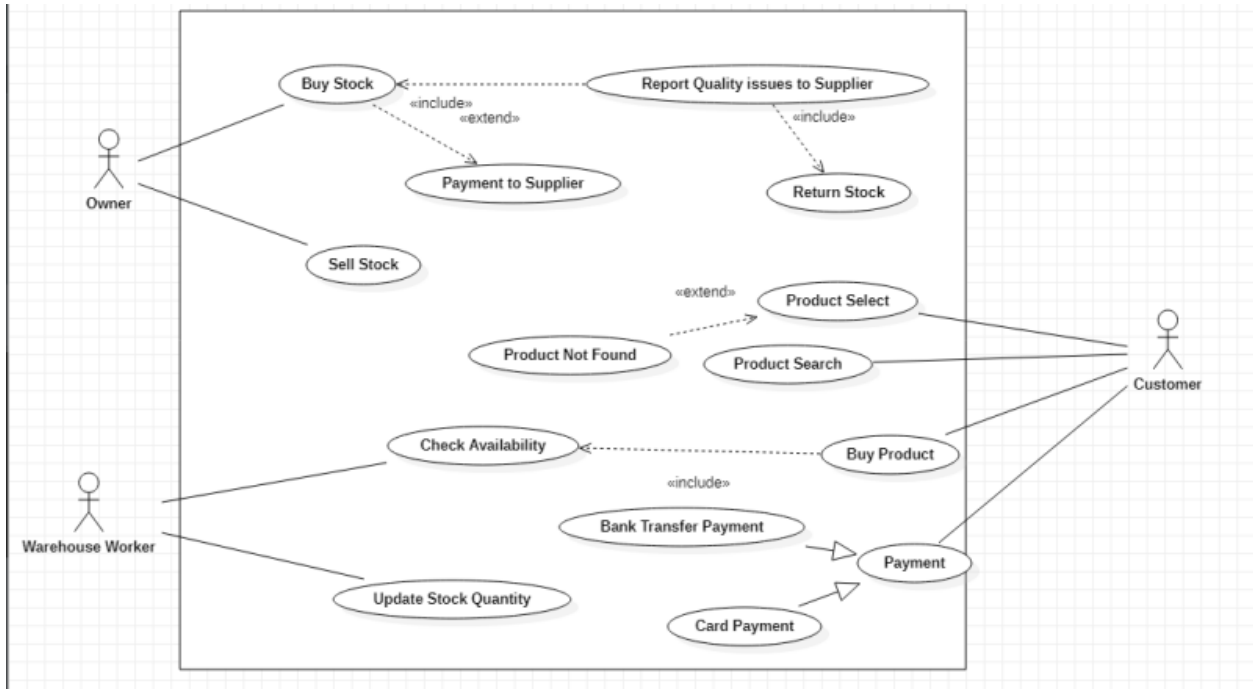 Buy Stock
Report Quality issues to Supplier
«include»
«extend»
«include»
Payment to Supplier
Return Stock
Owner
Sell Stock
«extend»
Product Select
Product Not Found
Product Search
Customer
Check Availability
Buy Product
«include»
Bank Transfer Payment
Warehouse Worker
Payment
Update Stock Quantity
Card Payment